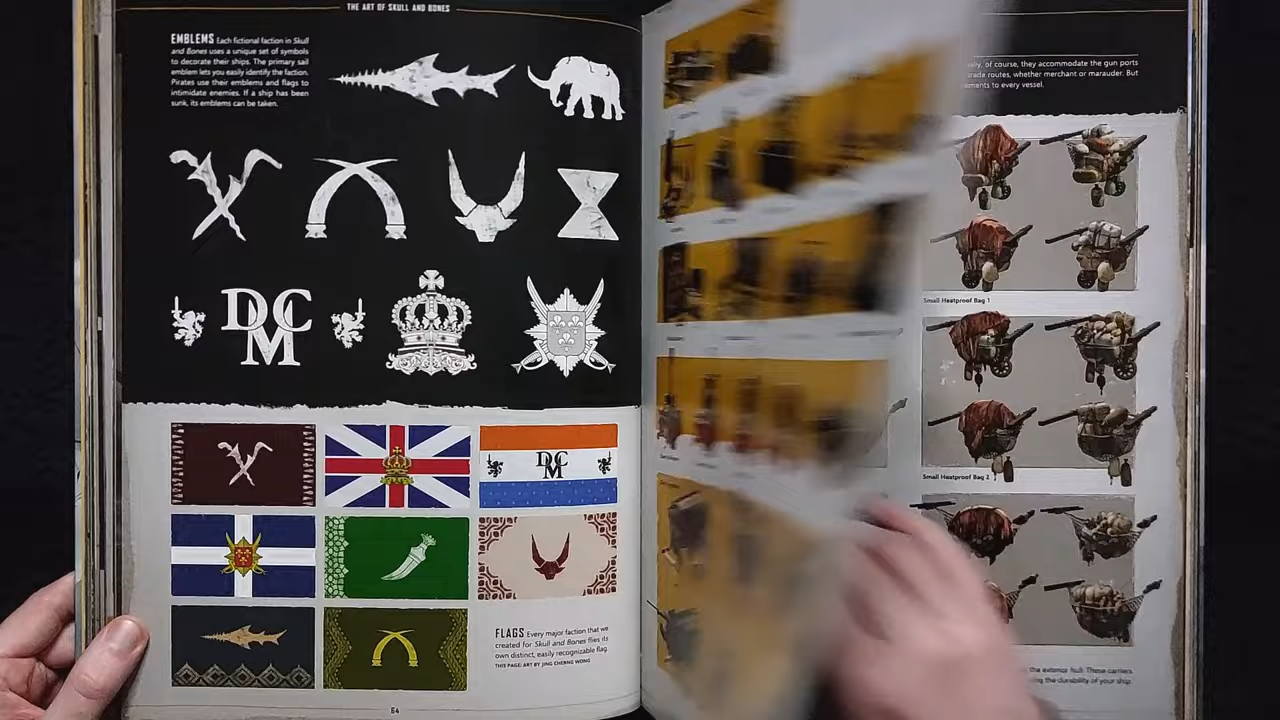 THE ART OF SKULL AND BONES
EMBLEMS Each fictional faction in Skull
and Bones uses a unique set of symbols
to decorate their ships. The primary sail
emblem lets you easily identify the faction.
Pirates use their emblems and flags to
intimidate enemies. If a ship has been
sunk, its emblems can be taken.
DCM
DCM
FLAGS Every major faction that we
created for Skull and Bones flies its
own distinct, easily recognizable flag.
THIS PAGE: ART BY JING CHERNG WONG
64
of course, they accommodate the gun ports
routes, whether merchant or marauder. But
to every vessel.
Small Heatproof Bag 1
Small Heatproof Bag 2
the exterior hull. These carriers
the durability of your ship.